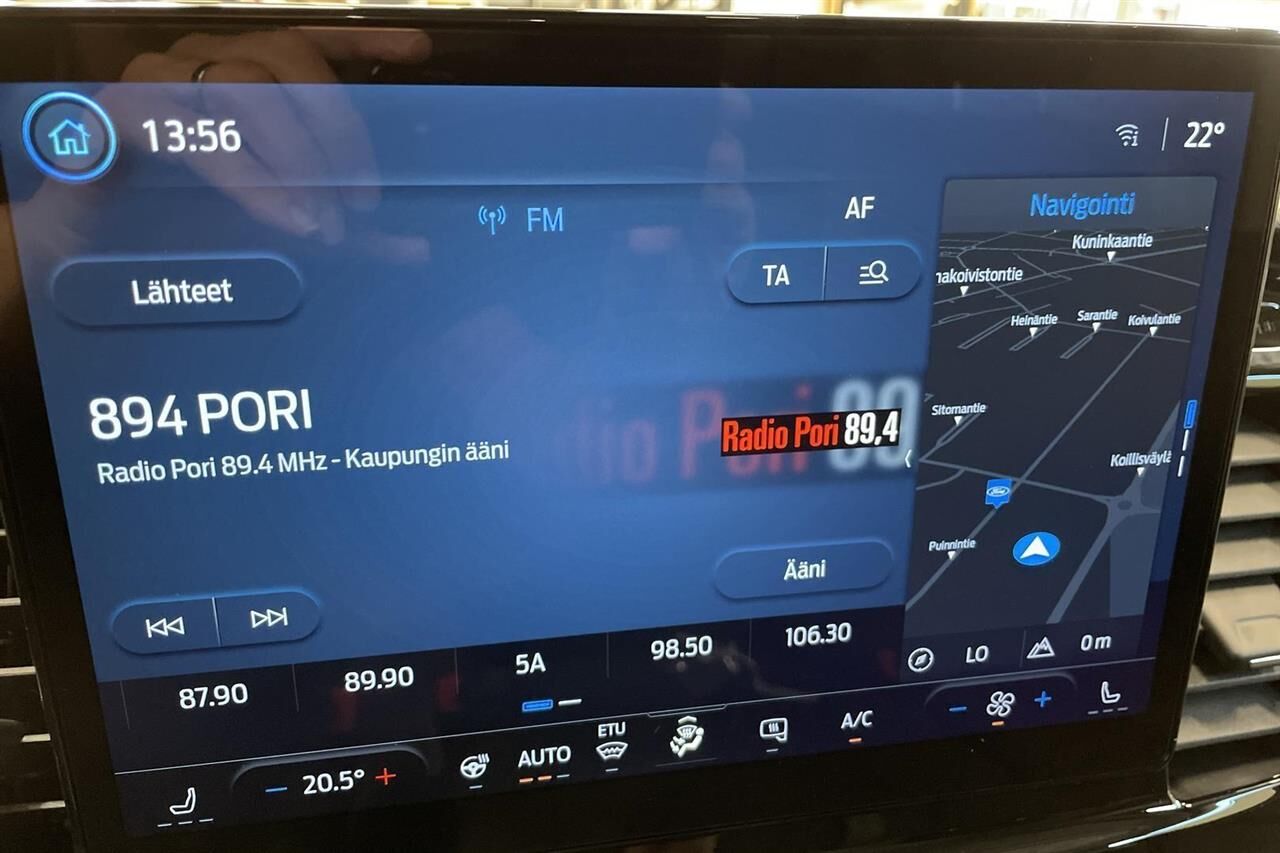 13:56
22°
FM
AF
Lähteet
TA
894 PORI
Radio Pori 89.4 MHz - Kaupungin ääni
Radio Pori 89,4
Ääni
87.90
89.90
5A
98.50
106.30
Navigointi
Kuninkaantie
nakoivistontie
Heinäntie
Sarantie
Koivulantie
Sitomantie
Koillisväylä
Ford
Puinnintie
LO
0 m
- 20.5° +
AUTO
ETU
A/C
- +